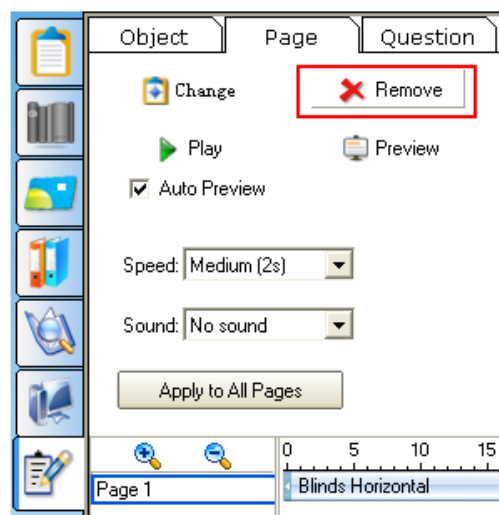 Object Page Question
Change Remove
Play Preview
Auto Preview
Speed: Medium (2s)
Sound: No sound
Apply to All Pages
0 5 10 15
Page 1 Blinds Horizontal